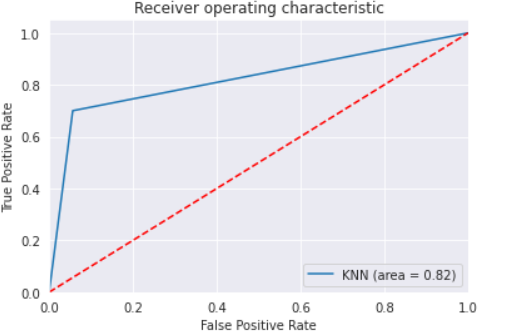 Receiver operating characteristic
True Positive Rate
1.0
0.8
0.6
0.4
0.2
0.0
KNN (area = 0.82)
0.0 0.2 0.4 0.6 0.8 1.0
False Positive Rate